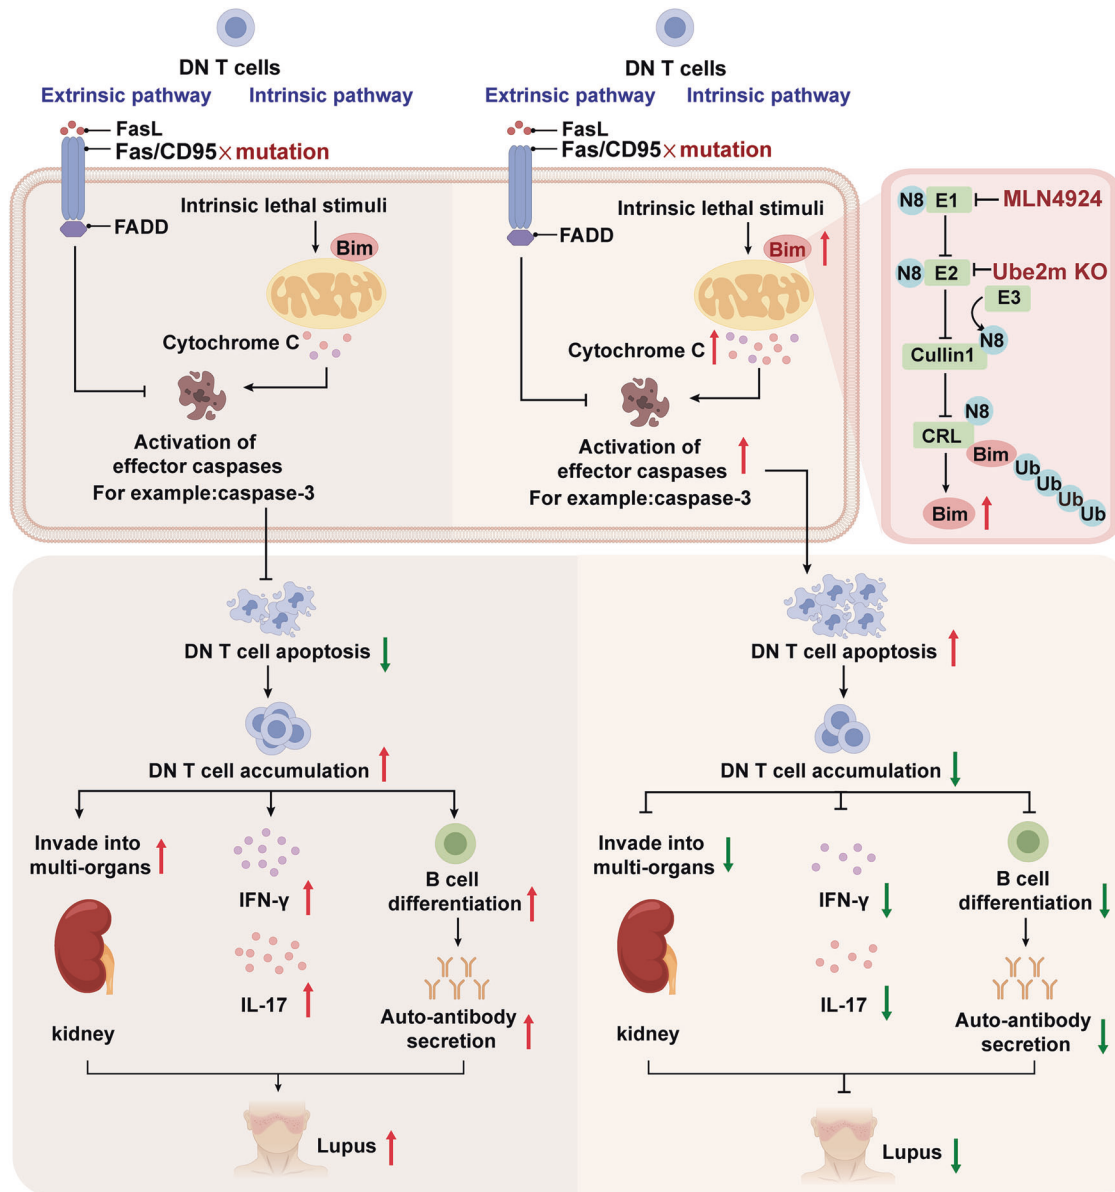 DN T cells
Extrinsic pathway
Intrinsic pathway
FasL
Fas/CD95× mutation
FADD
Intrinsic lethal stimuli
Bim
Cytochrome C
Activation of
effector caspases
For example:caspase-3
DN T cells
Extrinsic pathway
Intrinsic pathway
FasL
Fas/CD95× mutation
FADD
Intrinsic lethal stimuli
Bim
Cytochrome C
Activation of
effector caspases
For example:caspase-3
N8
E1
MLN4924
N8
E2
Ube2m KO
E3
N8
Cullin1
N8
CRL
Bim
Ub
Ub
Ub
Ub
Bim
DN T cell apoptosis
DN T cell accumulation
Invade into
multi-organs
kidney
IFN-γ
IL-17
B cell
differentiation
Auto-antibody
secretion
Lupus
DN T cell apoptosis
DN T cell accumulation
Invade into
multi-organs
kidney
IFN-γ
IL-17
B cell
differentiation
Auto-antibody
secretion
Lupus